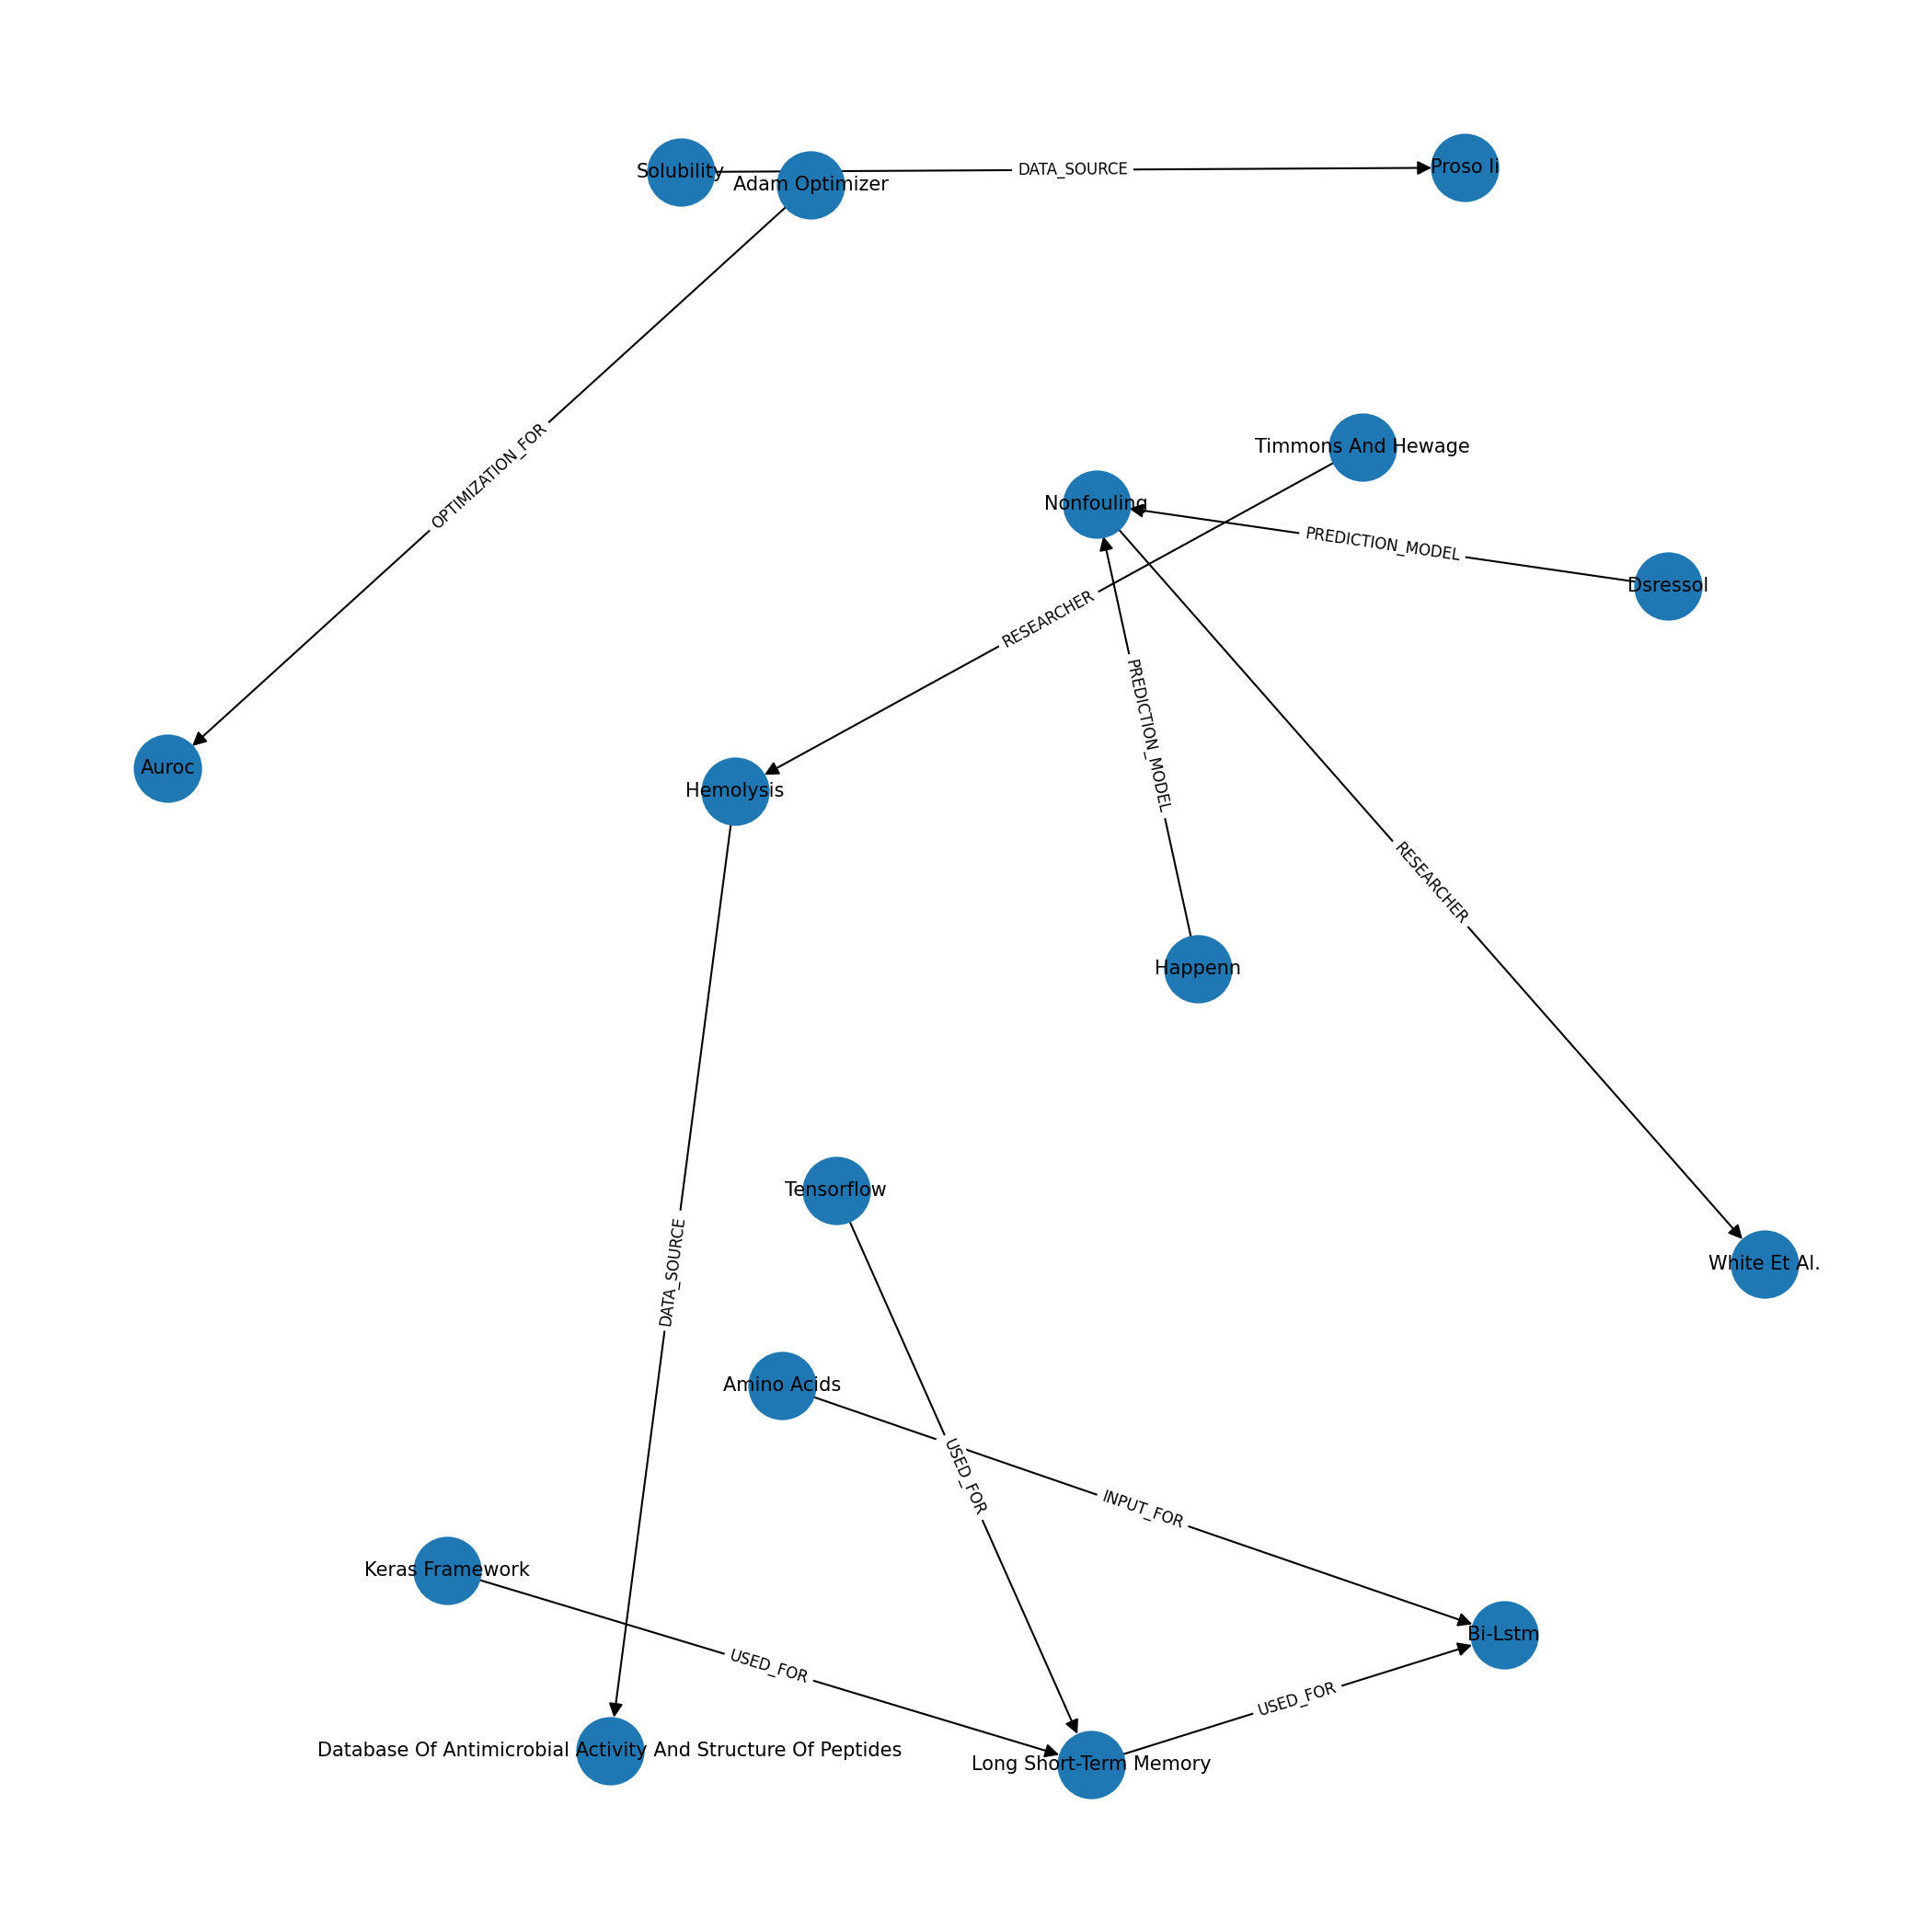 Proso Ii
DATA_SOURCE
Solubility
Adam Optimizer
OPTIMIZATION_FOR
Timmons And Hewage
Nonfouling
PREDICTION_MODEL
Dsressol
RESEARCHER
PREDICTION_MODEL
Auroc
Hemolysis
RESEARCHER
Happenn
Tensorflow
DATA_SOURCE
White Et Al.
Amino Acids
USED_FOR
INPUT_FOR
Keras Framework
USED_FOR
Bi-Lstm
USED_FOR
Database Of Antimicrobial Activity And Structure Of Peptides
Long Short-Term Memory